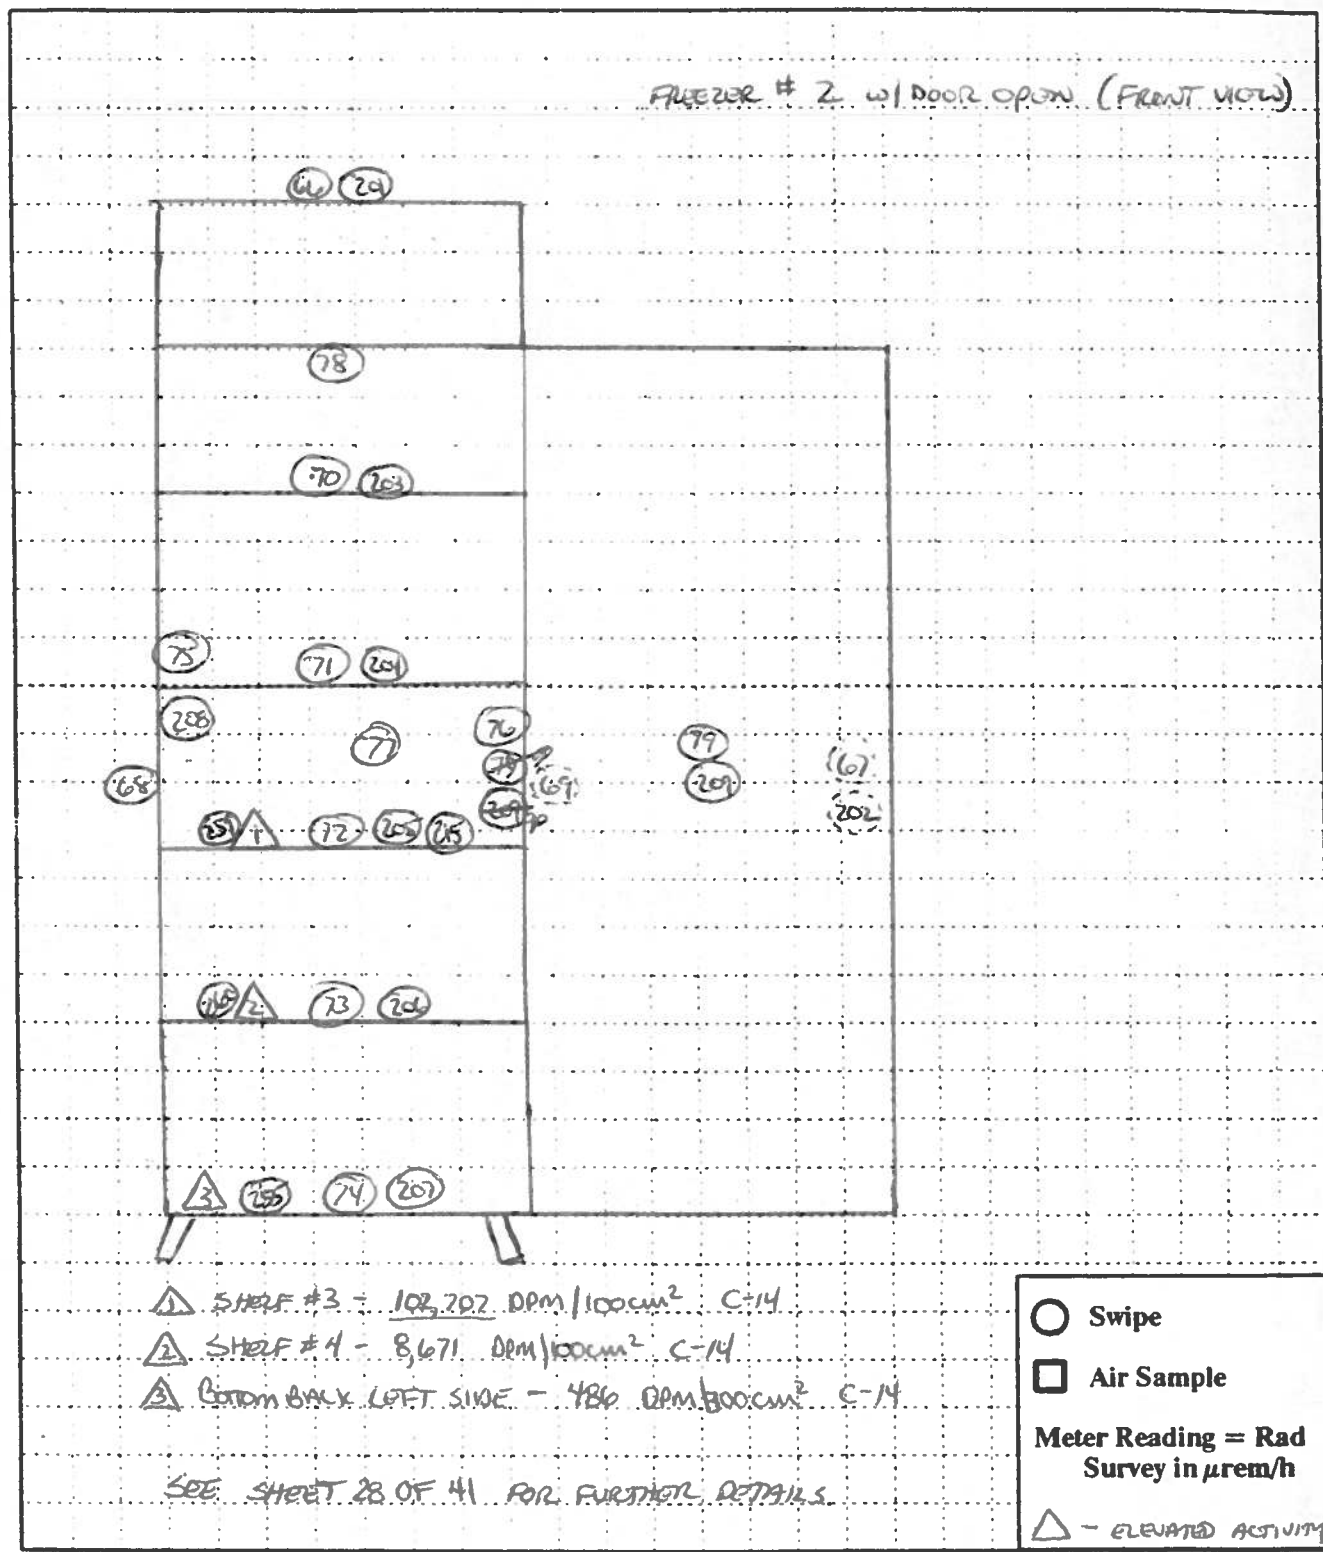 FREEZER # 2 W/ DOOR OPEN (FRONT VIEW)
66 201
78
70 203
75 71 204
208 76
77 79
68 69 209 67
202
251 1 72 205 215
2 73 206
3 255 74 207
1 SHELF #3 - 102,702 DPM/100cm² C-14
2 SHELF #4 - 8,671 DPM/100cm² C-14
3 BOTTOM BACK LEFT SIDE - 486 DPM/100cm² C-14
SEE SHEET 28 OF 41 FOR FURTHER DETAILS
Swipe
Air Sample
Meter Reading = Rad
Survey in μrem/h
△ - ELEVATED ACTIVITY